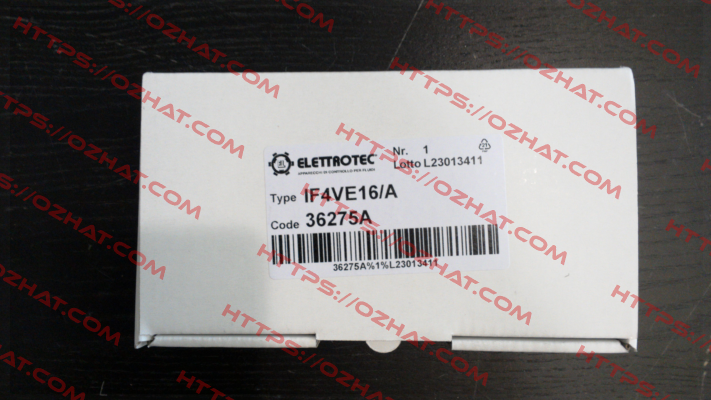 ELETTROTEC
APPARECCHI DI CONTROLLO PER FLUIDI
Nr. 1
Lotto L23013411
Type IF4VE16/A
Code 36275A
36275A%1%L23013411
HTTPS://OZHAT.COM